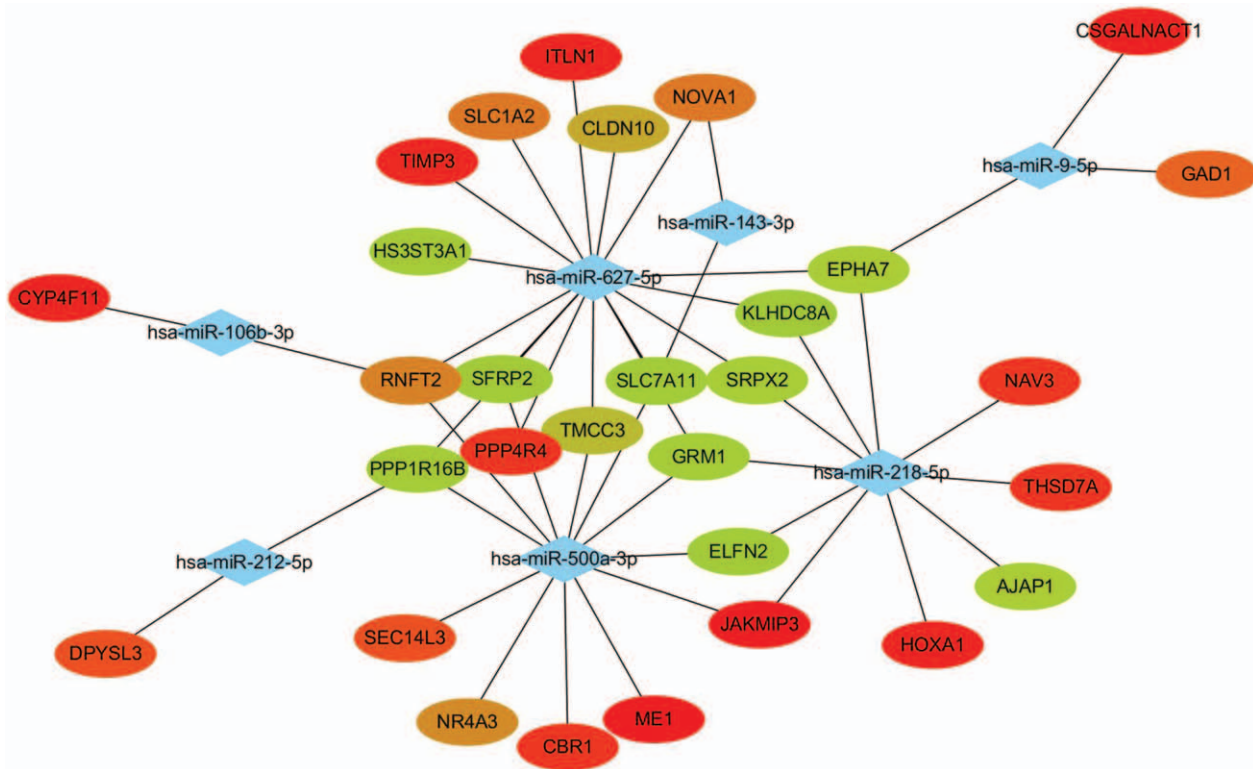 CSGALNACT1
ITLN1
NOVA1
SLC1A2
CLDN10
TIMP3
hsa-miR-9-5p
GAD1
hsa-miR-143-3p
HS3ST3A1
EPHA7
hsa-miR-627-5p
CYP4F11
KLHDC8A
hsa-miR-106b-3p
RNFT2
SFRP2
SLC7A11
SRPX2
NAV3
TMCC3
PPP4R4
GRM1
PPP1R16B
hsa-miR-218-5p
THSD7A
ELFN2
hsa-miR-212-5p
hsa-miR-500a-3p
AJAP1
JAKMIP3
SEC14L3
HOXA1
DPYSL3
ME1
NR4A3
CBR1